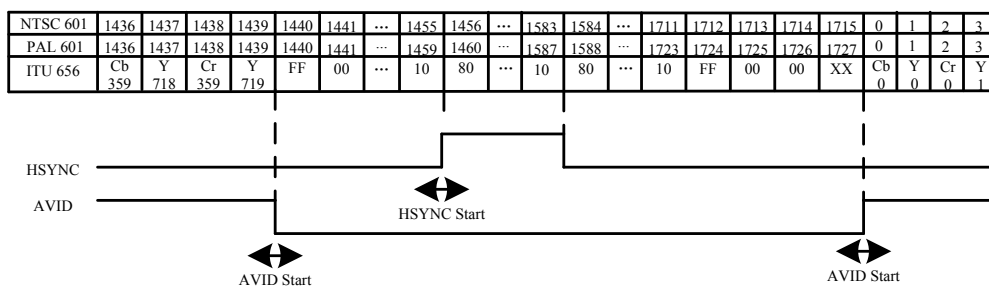 NTSC 601 1436 1437 1438 1439 1440 1441 ... 1455 1456 ... 1583 1584 ... 1711 1712 1713 1714 1715 0 1 2 3
PAL 601 1436 1437 1438 1439 1440 1441 ... 1459 1460 ... 1587 1588 ... 1723 1724 1725 1726 1727 0 1 2 3
ITU 656 Cb Y Cr Y FF 00 ... 10 80 ... 10 80 ... 10 FF 00 00 XX Cb Y Cr Y
359 718 359 719 0 0 0 1
HSYNC
AVID
HSYNC Start
AVID Start
AVID Start